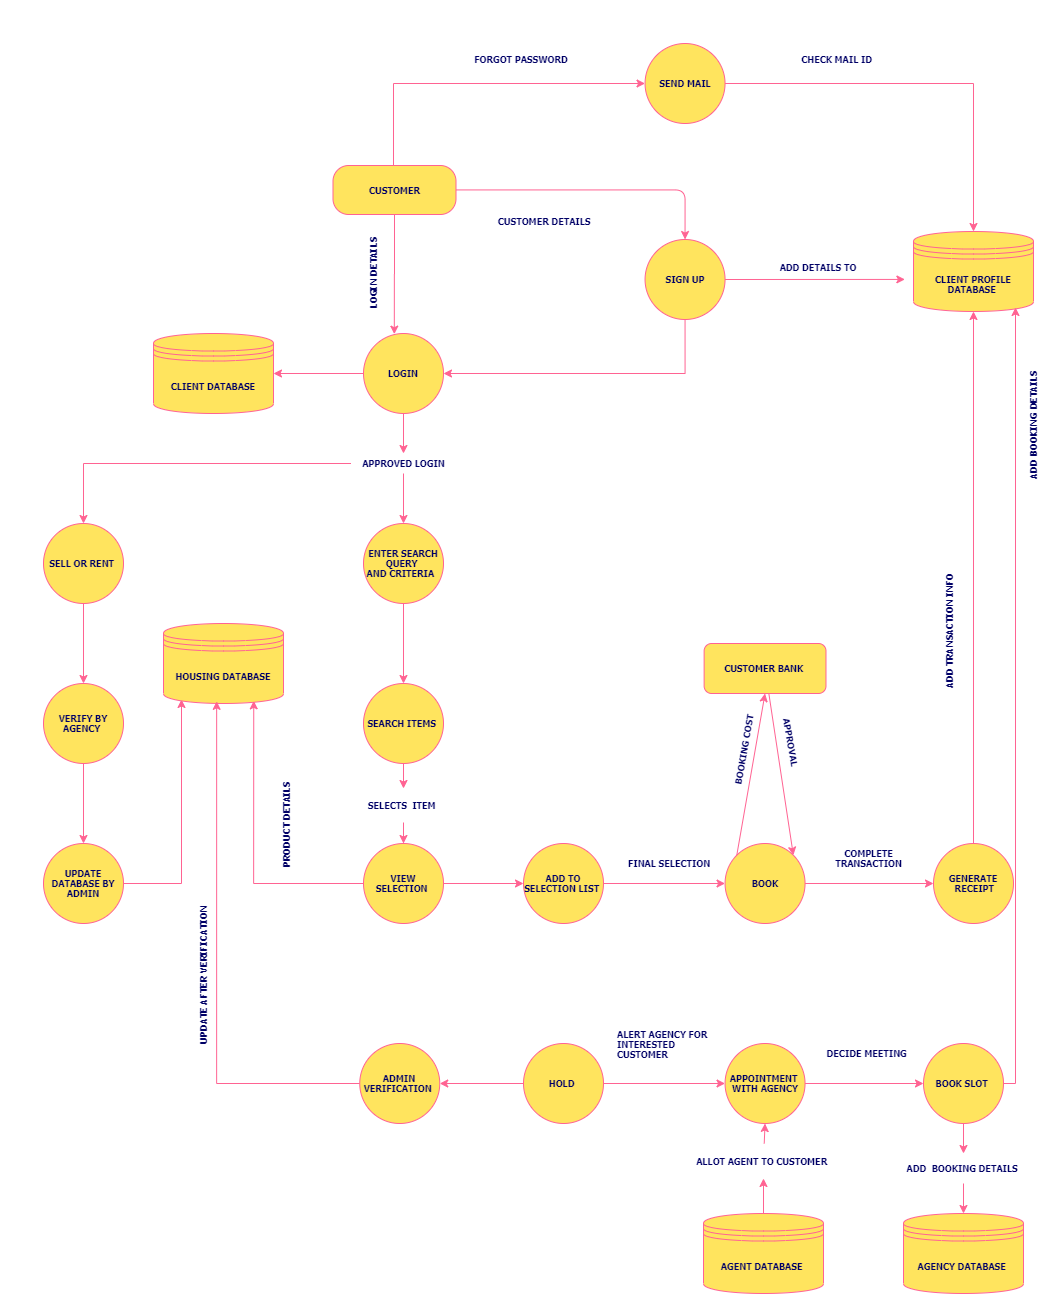 FORGOT PASSWORD
CHECK MAIL ID
SEND MAIL
CUSTOMER
CUSTOMER DETAILS
LOGIN DETAILS
SIGN UP
ADD DETAILS TO
CLIENT PROFILE
DATABASE
CLIENT DATABASE
LOGIN
ADD BOOKING DETAILS
APPROVED LOGIN
SELL OR RENT
ENTER SEARCH
QUERY
AND CRITERIA
ADD TRANSACTION INFO
HOUSING DATABASE
CUSTOMER BANK
VERIFY BY
AGENCY
SEARCH ITEMS
BOOKING COST
APPROVAL
SELECTS  ITEM
PRODUCT DETAILS
UPDATE
DATABASE BY
ADMIN
VIEW
SELECTION
ADD TO
SELECTION LIST
FINAL SELECTION
BOOK
COMPLETE
TRANSACTION
GENERATE
RECEIPT
UPDATE AFTER VERIFICATION
ADMIN
VERIFICATION
HOLD
ALERT AGENCY FOR
INTERESTED
CUSTOMER
APPOINTMENT
WITH AGENCY
DECIDE MEETING
BOOK SLOT
ALLOT AGENT TO CUSTOMER
ADD  BOOKING DETAILS
AGENT DATABASE
AGENCY DATABASE